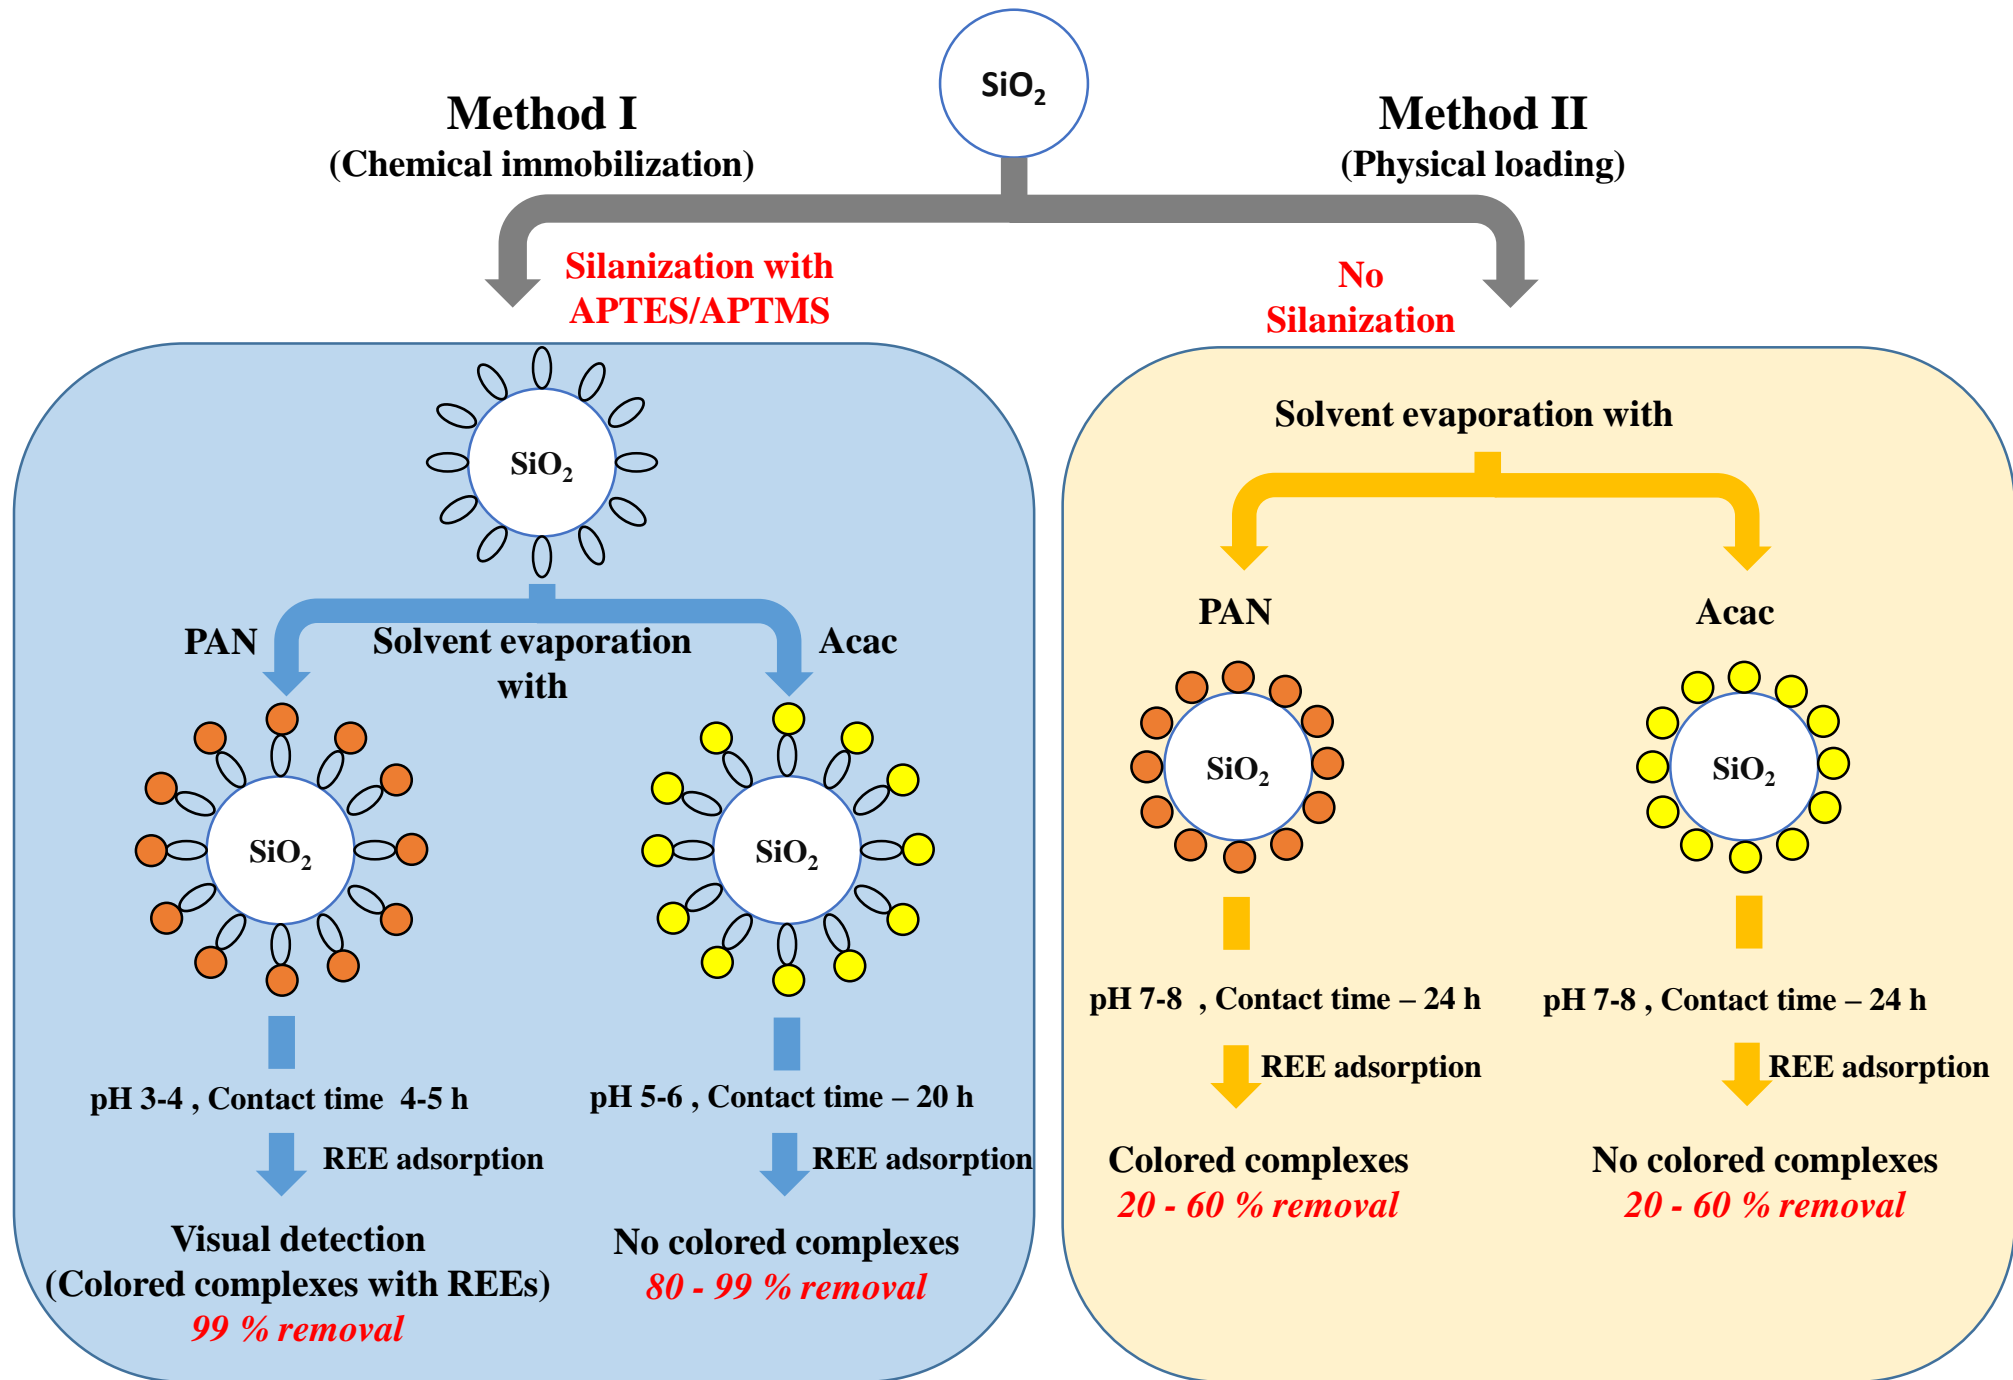 SiO₂
Method I
(Chemical immobilization)
Method II
(Physical loading)
Silanization with
APTES/APTMS
No
Silanization
SiO₂
PAN
Solvent evaporation
with
Acac
SiO₂
SiO₂
pH 3-4 , Contact time 4-5 h
REE adsorption
Visual detection
(Colored complexes with REEs)
99 % removal
pH 5-6 , Contact time – 20 h
REE adsorption
No colored complexes
80 - 99 % removal
Solvent evaporation with
PAN
Acac
SiO₂
SiO₂
pH 7-8 , Contact time – 24 h
REE adsorption
Colored complexes
20 - 60 % removal
pH 7-8 , Contact time – 24 h
REE adsorption
No colored complexes
20 - 60 % removal